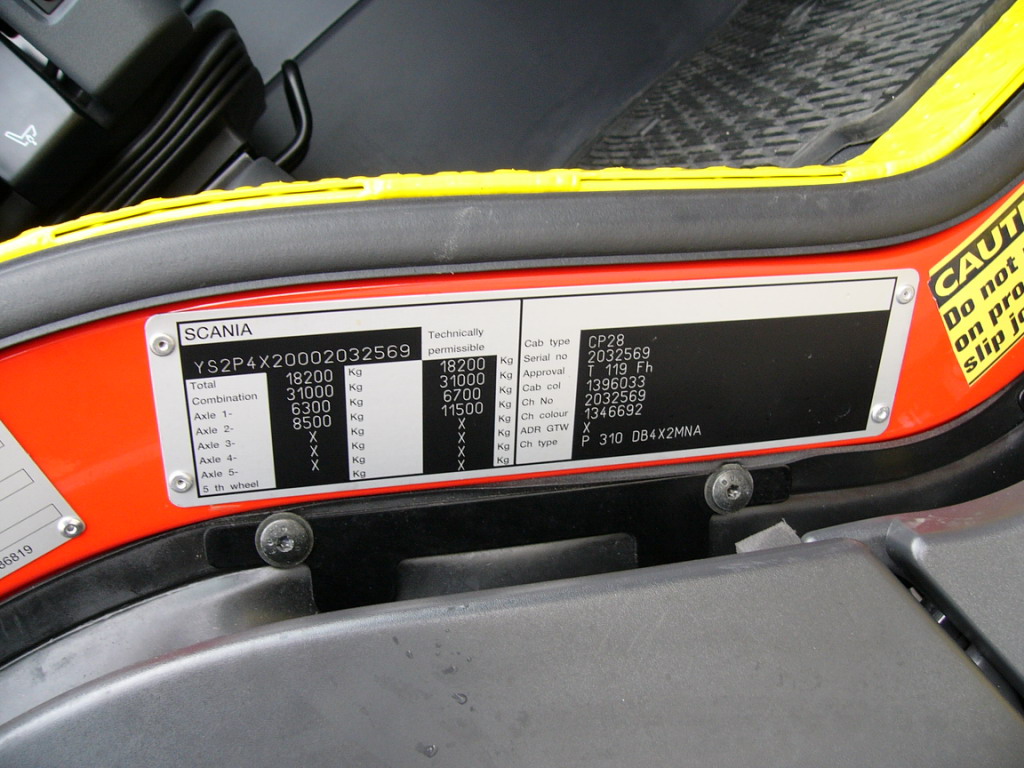 SCANIA
YS2P4X20002032569
Technically
permissible
Total 18200 Kg 18200 Kg
Combination 31000 Kg 31000 Kg
Axle 1- 6300 Kg 6700 Kg
Axle 2- 8500 Kg 11500 Kg
Axle 3- X Kg X Kg
Axle 4- X Kg X Kg
Axle 5- X Kg X Kg
5 th wheel Kg Kg
Cab type CP28
Serial no 2032569
Approval T 119 Fh
Cab col 1396033
Ch No 2032569
Ch colour 1346692
ADR GTW X
Ch type P 310 DB4X2MNA
CAUT
Do not
on pro
slip jo
86819